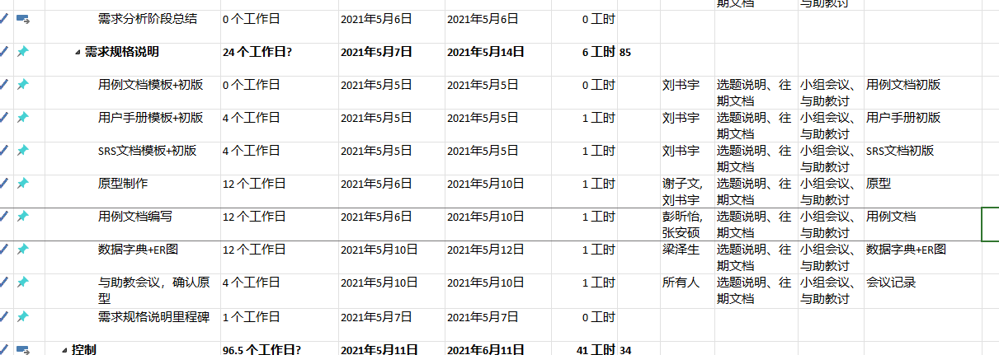 期文档 与助教讨
需求分析阶段总结 0 个工作日 2021年5月6日 2021年5月6日 0 工时
需求规格说明 24 个工作日? 2021年5月7日 2021年5月14日 6 工时 85
用例文档模板+初版 0 个工作日 2021年5月5日 2021年5月5日 0 工时 刘书宇 选题说明、往 小组会议、 用例文档初版
期文档 与助教讨
用户手册模板+初版 4 个工作日 2021年5月5日 2021年5月5日 1 工时 刘书宇 选题说明、往 小组会议、 用户手册初版
期文档 与助教讨
SRS文档模板+初版 4 个工作日 2021年5月5日 2021年5月5日 1 工时 刘书宇 选题说明、往 小组会议、 SRS文档初版
期文档 与助教讨
原型制作 12 个工作日 2021年5月6日 2021年5月10日 1 工时 谢子文, 选题说明、往 小组会议、 原型
刘书宇 期文档 与助教讨
用例文档编写 12 个工作日 2021年5月6日 2021年5月10日 1 工时 彭昕怡, 选题说明、往 小组会议、 用例文档
张安硕 期文档 与助教讨
数据字典+ER图 12 个工作日 2021年5月10日 2021年5月12日 1 工时 梁泽生 选题说明、往 小组会议、 数据字典+ER图
期文档 与助教讨
与助教会议，确认原 4 个工作日 2021年5月10日 2021年5月10日 1 工时 所有人 选题说明、往 小组会议、 会议记录
型 期文档 与助教讨
需求规格说明里程碑 1 个工作日 2021年5月7日 2021年5月7日 0 工时
控制 96.5 个工作日? 2021年5月11日 2021年6月11日 41 工时 34